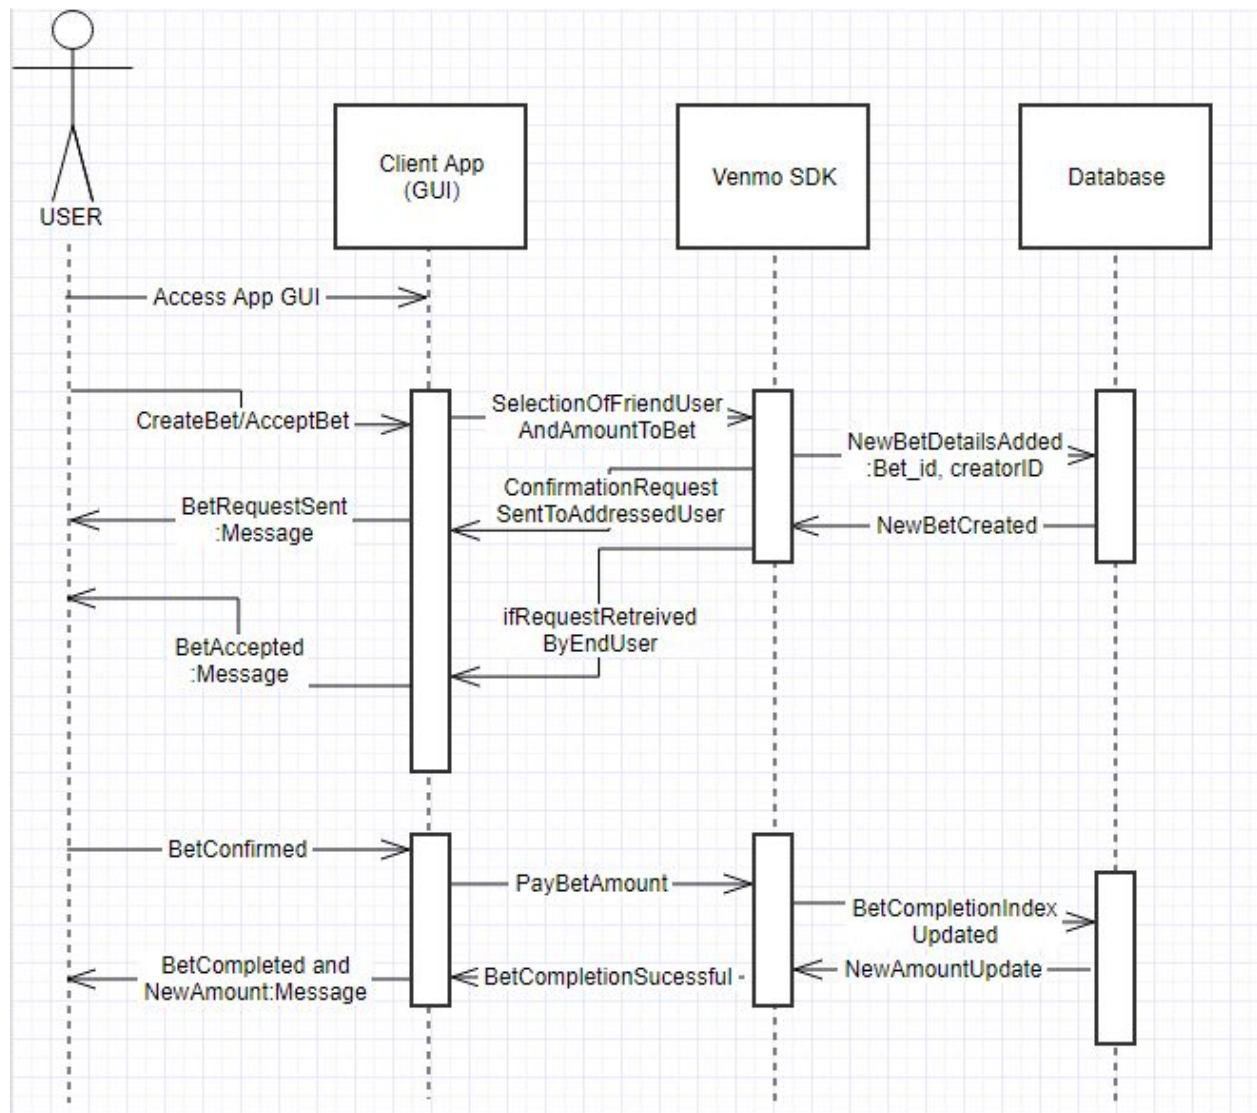 USER
Client App
(GUI)
Venmo SDK
Database
Access App GUI
CreateBet/AcceptBet
SelectionOfFriendUser
AndAmountToBet
NewBetDetailsAdded
:Bet_id, creatorID
ConfirmationRequest
SentToAddressedUser
BetRequestSent
:Message
NewBetCreated
ifRequestRetreived
ByEndUser
BetAccepted
:Message
BetConfirmed
PayBetAmount
BetCompletionIndex
Updated
BetCompleted and
NewAmount:Message
BetCompletionSucessful
NewAmountUpdate